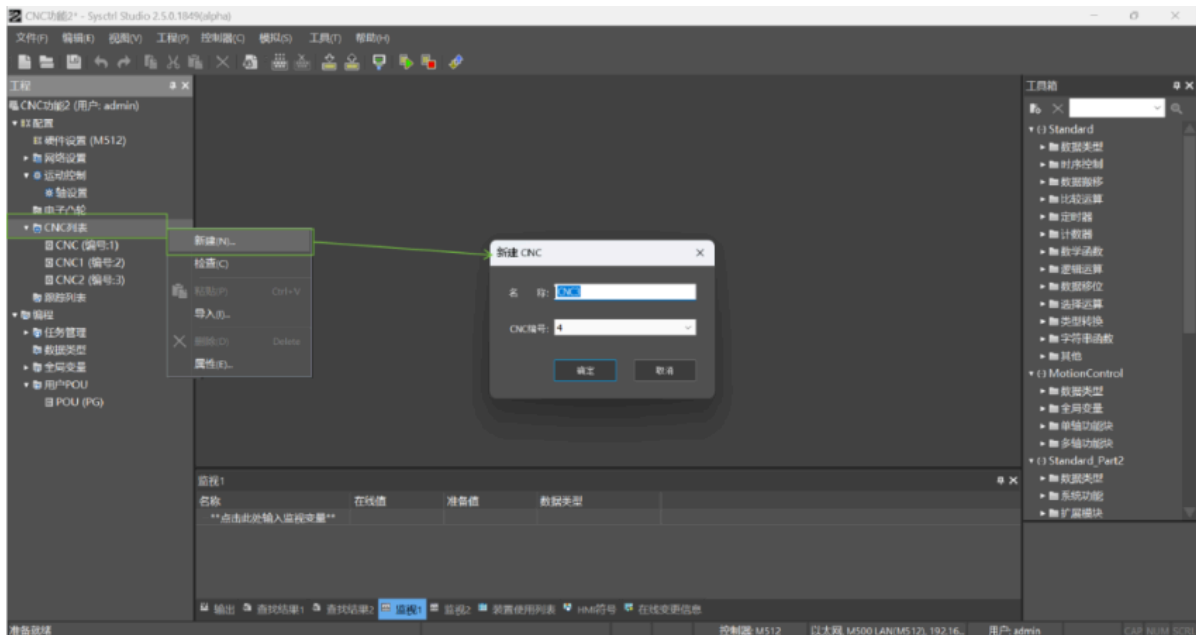 CNC功能2* - Sysctrl Studio 2.5.0.1849(alpha)
文件(F) 编辑(E) 视图(V) 工程(P) 控制器(C) 模拟(S) 工具(T) 帮助(H)
工程
CNC功能2 (用户: admin)
配置
硬件设置 (M512)
网络设置
运动控制
轴设置
电子凸轮
CNC列表
CNC (编号:1)
CNC1 (编号:2)
CNC2 (编号:3)
跟踪列表
编程
任务管理
数据类型
全局变量
用户POU
POU (PG)
新建(N)...
检查(C)
粘贴(P) Ctrl+V
导入(I)...
删除(D) Delete
属性(E)...
新建 CNC
名 称: CNC3
CNC编号: 4
确定 取消
工具箱
Standard
数据类型
时序控制
数据搬移
比较运算
定时器
计数器
数学函数
逻辑运算
数据移位
选择运算
类型转换
字符串函数
其他
MotionControl
数据类型
全局变量
单轴功能块
多轴功能块
Standard_Part2
数据类型
系统功能
扩展模块
监视1
名称 在线值 准备值 数据类型
**点击此处输入监视变量**
输出 查找结果1 查找结果2 监视1 监视2 装置使用列表 HMI符号 在线变更信息
准备就绪 控制器: M512 以太网, M500 LAN(M512), 192.16... 用户: admin CAP NUM SCRL